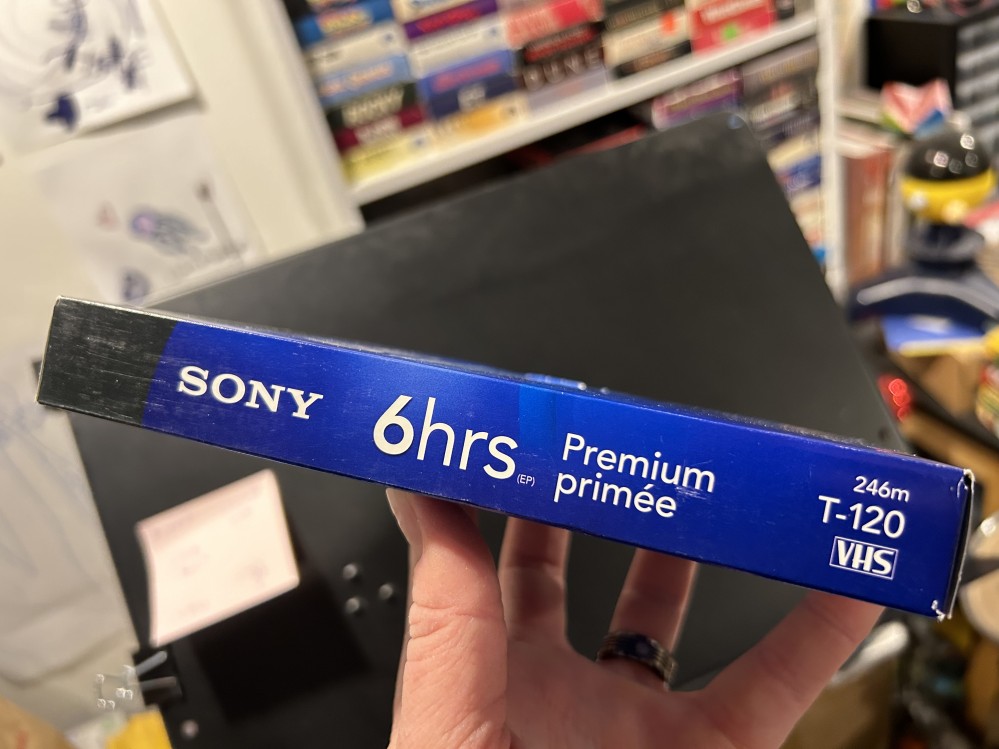 SONY
6hrs
(EP)
Premium
primée
246m
T-120
VHS